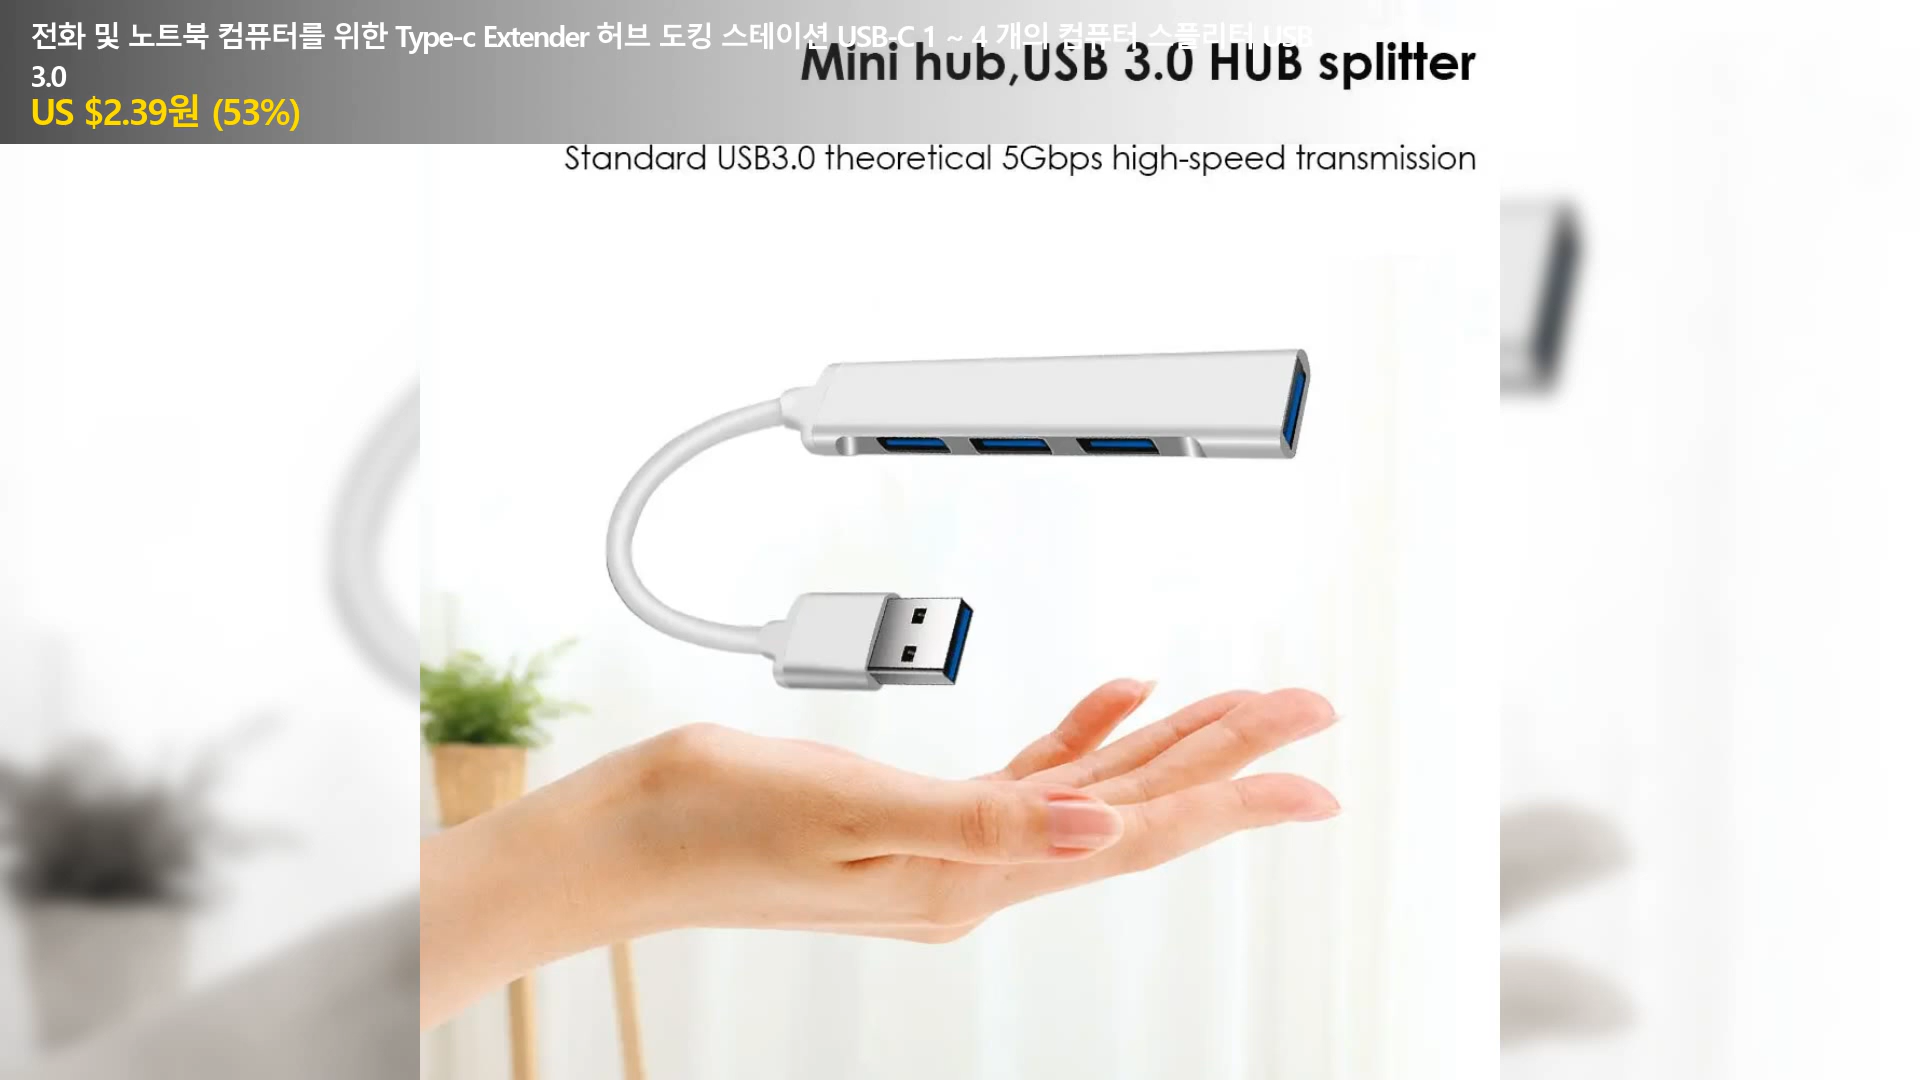 전화 및 노트북 컴퓨터를 위한 Type-c Extender 허브 도킹 스테이션 USB-C 1 ~ 4 개의 컴퓨터 스플리터 USB
3.0
US $2.39원 (53%)
Mini hub,USB 3.0 HUB splitter
Standard USB3.0 theoretical 5Gbps high-speed transmission